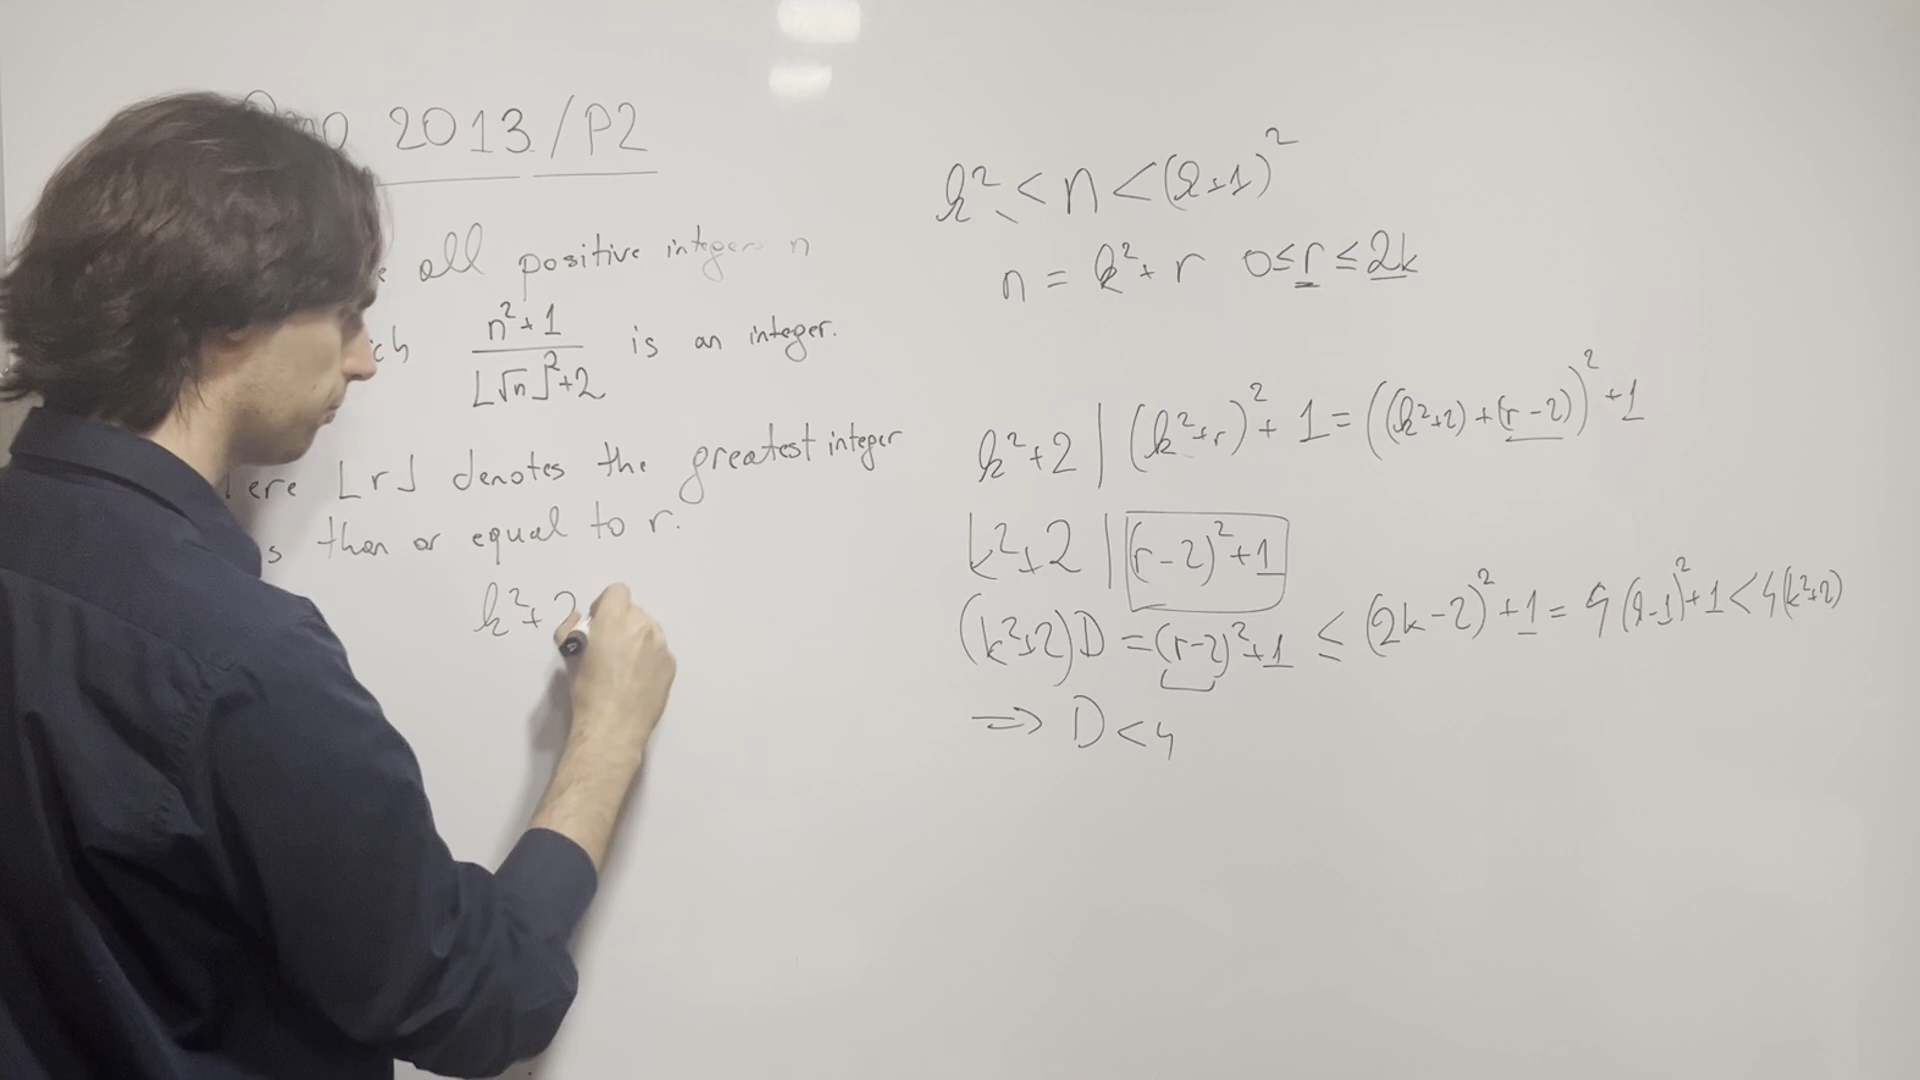 2013/P2
all positive integers n
n²+1 / ⌊√n⌋²+2 is an integer.
⌊r⌋ denotes the greatest integer
than or equal to r.
k²+2
k² < n < (k+1)²
n = k² + r 0 ≤ r ≤ 2k
k²+2 | (k²+r)² + 1 = ((k²+2) + (r-2))² + 1
k²+2 | (r-2)² + 1
(k²+2)D = (r-2)² + 1 ≤ (2k-2)² + 1 = 4(k-1)² + 1 < 4(k²+2)
⇒ D < 4